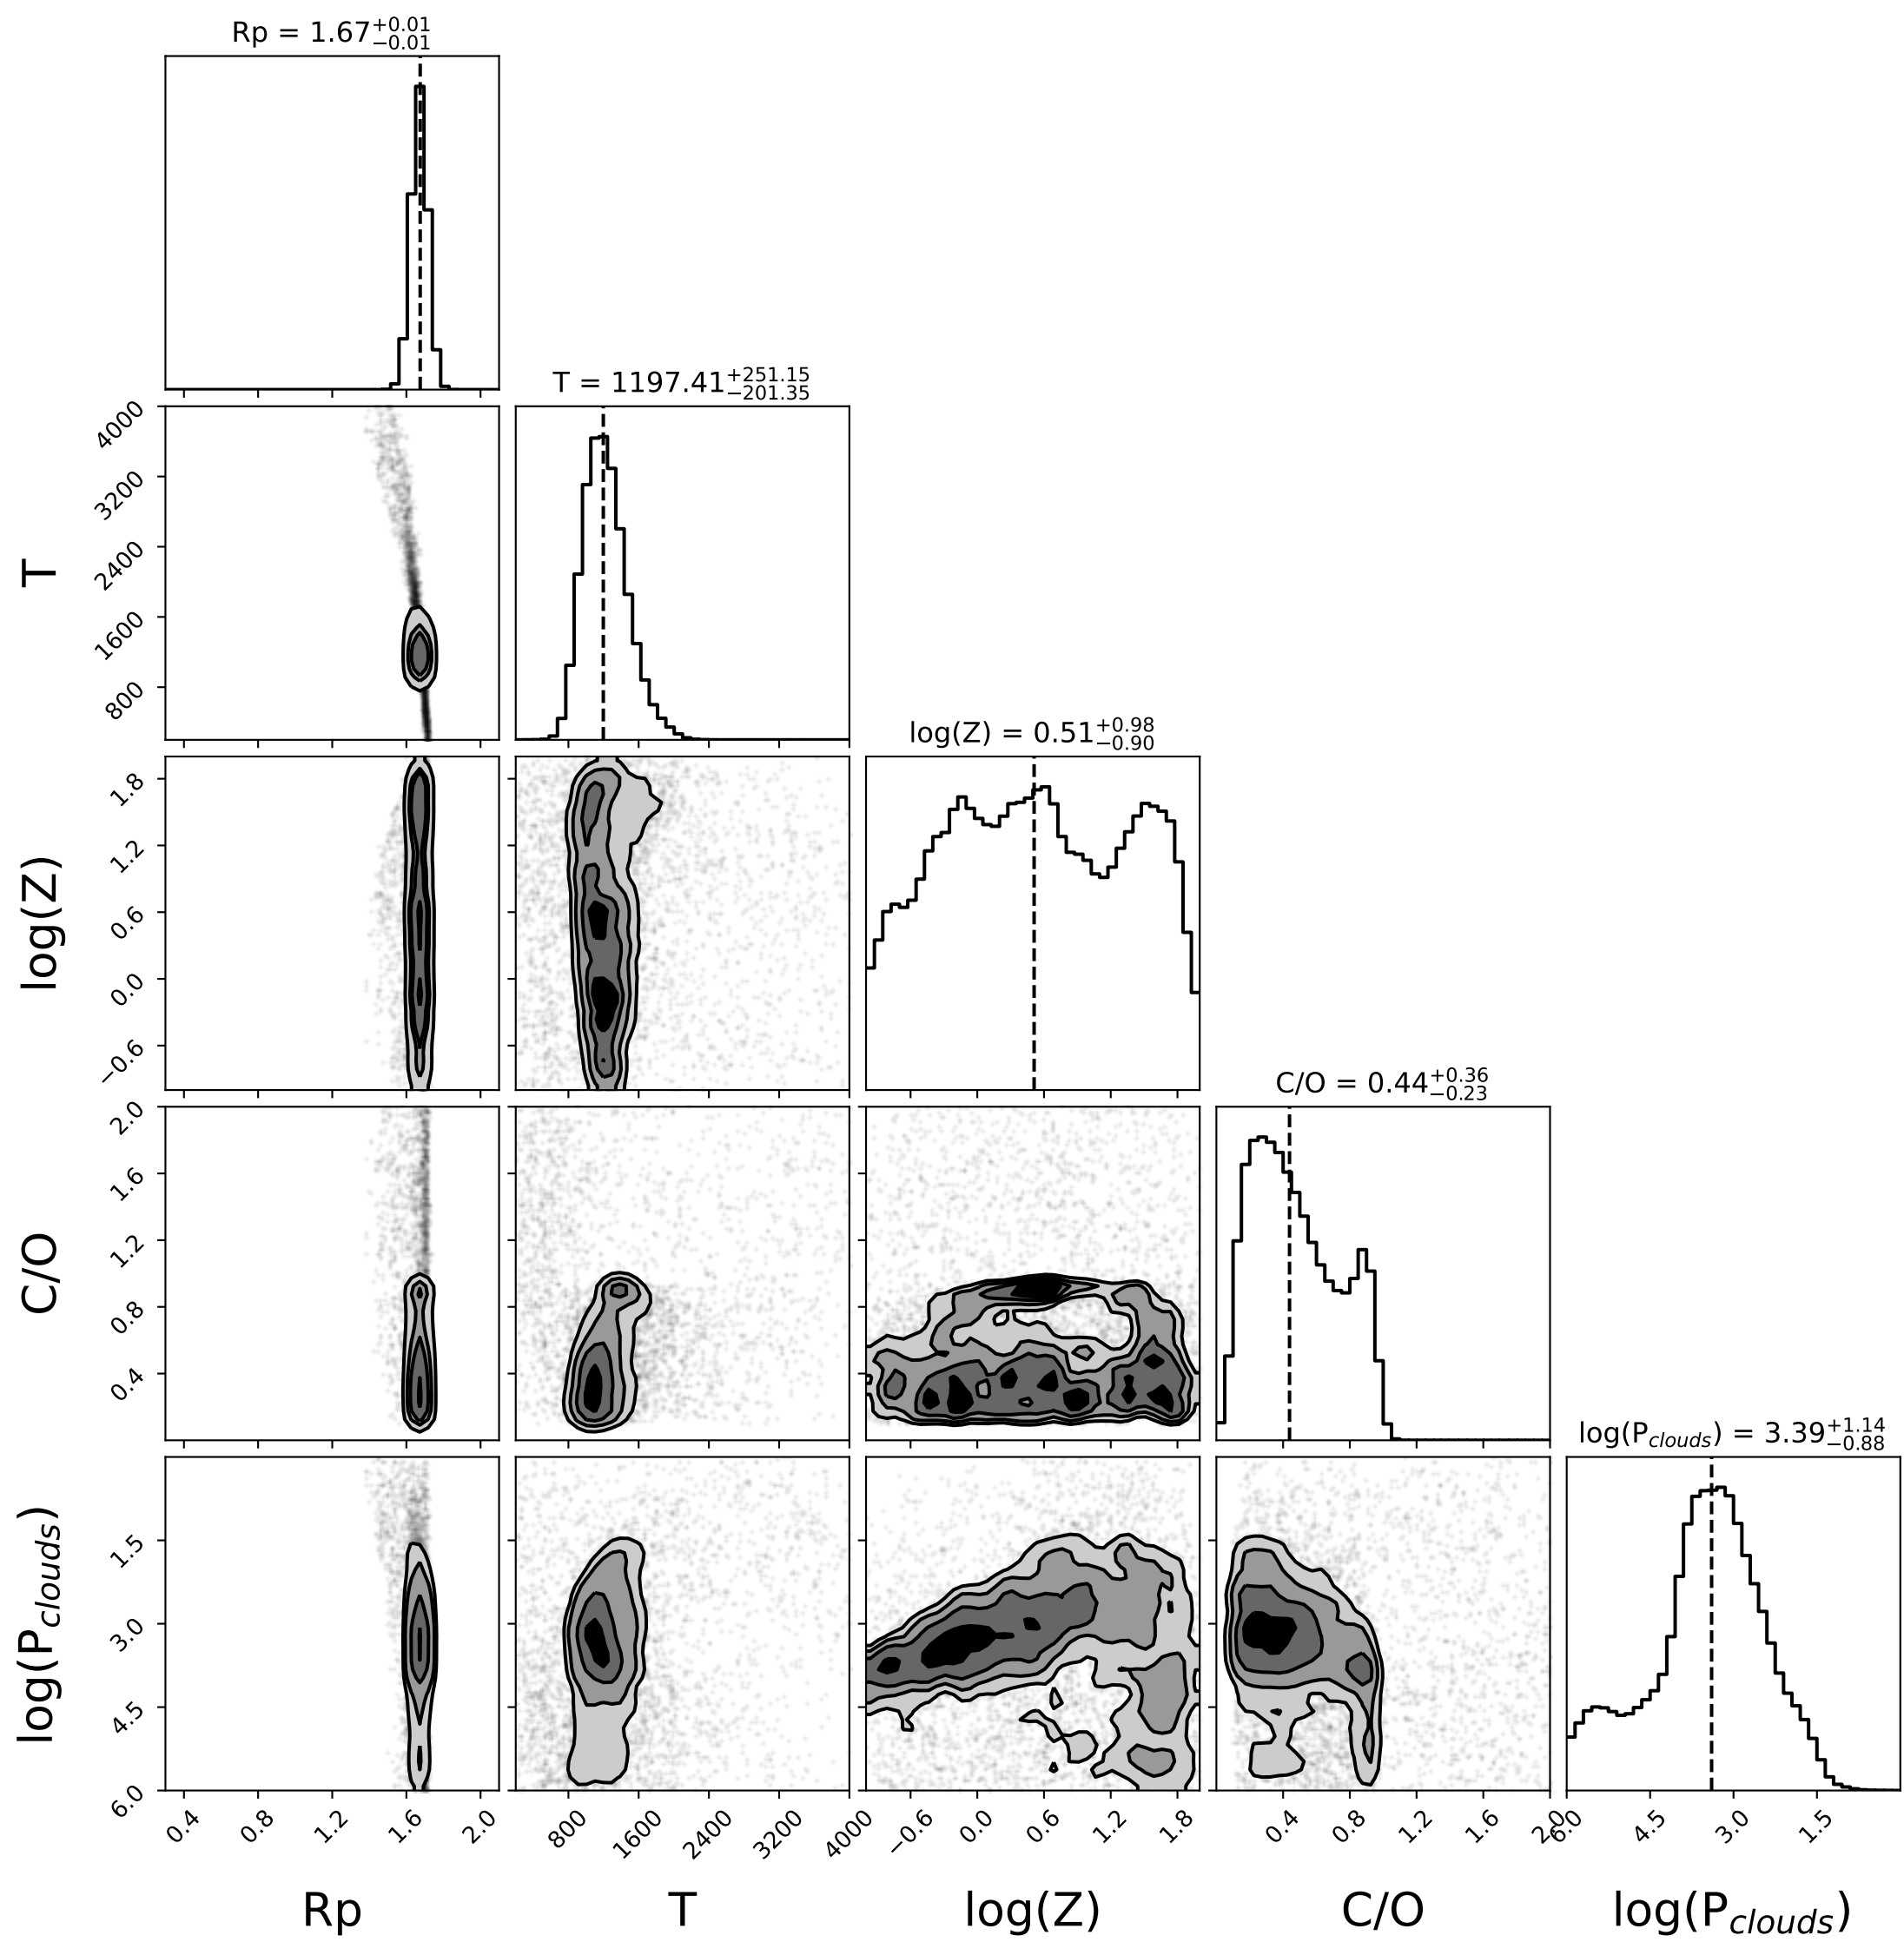 Rp = 1.67+0.01 −0.01
T = 1197.41+251.15 −201.35
4000
3200
2400
1600
800
T
log(Z) = 0.51+0.98 −0.90
1.8
1.2
0.6
0.0
−0.6
log(Z)
C/O = 0.44+0.36 −0.23
2.0
1.6
1.2
0.8
0.4
C/O
log(Pclouds) = 3.39+1.14 −0.88
1.5
3.0
4.5
6.0
log(Pclouds)
0.4 0.8 1.2 1.6 2.0 800 1600 2400 3200 4000 −0.6 0.0 0.6 1.2 1.8 0.4 0.8 1.2 1.6 2.0 6.0 4.5 3.0 1.5
Rp T log(Z) C/O log(Pclouds)